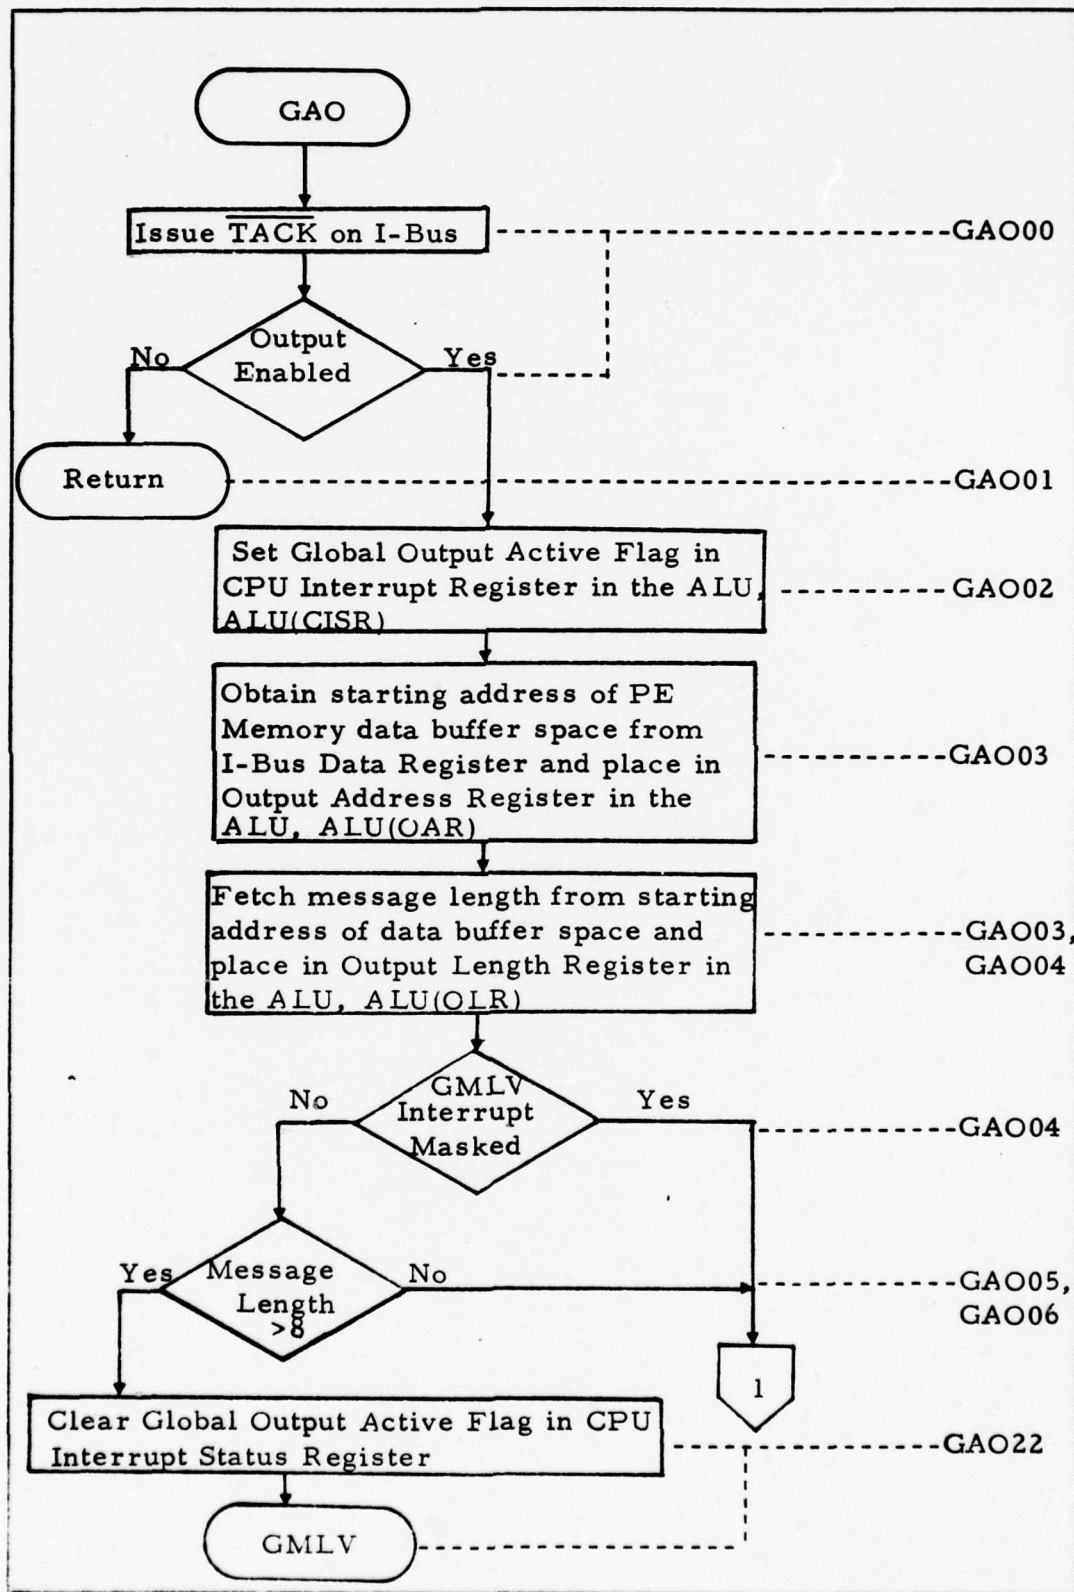 GAO
Issue TACK on I-Bus
GAO00
Output
Enabled
No
Yes
Return
GAO01
Set Global Output Active Flag in
CPU Interrupt Register in the ALU,
ALU(CISR)
GAO02
Obtain starting address of PE
Memory data buffer space from
I-Bus Data Register and place in
Output Address Register in the
ALU, ALU(OAR)
GAO03
Fetch message length from starting
address of data buffer space and
place in Output Length Register in
the ALU, ALU(OLR)
GAO03,
GAO04
GMLV
Interrupt
Masked
No
Yes
GAO04
Message
Length
>8
Yes
No
GAO05,
GAO06
1
Clear Global Output Active Flag in CPU
Interrupt Status Register
GAO22
GMLV